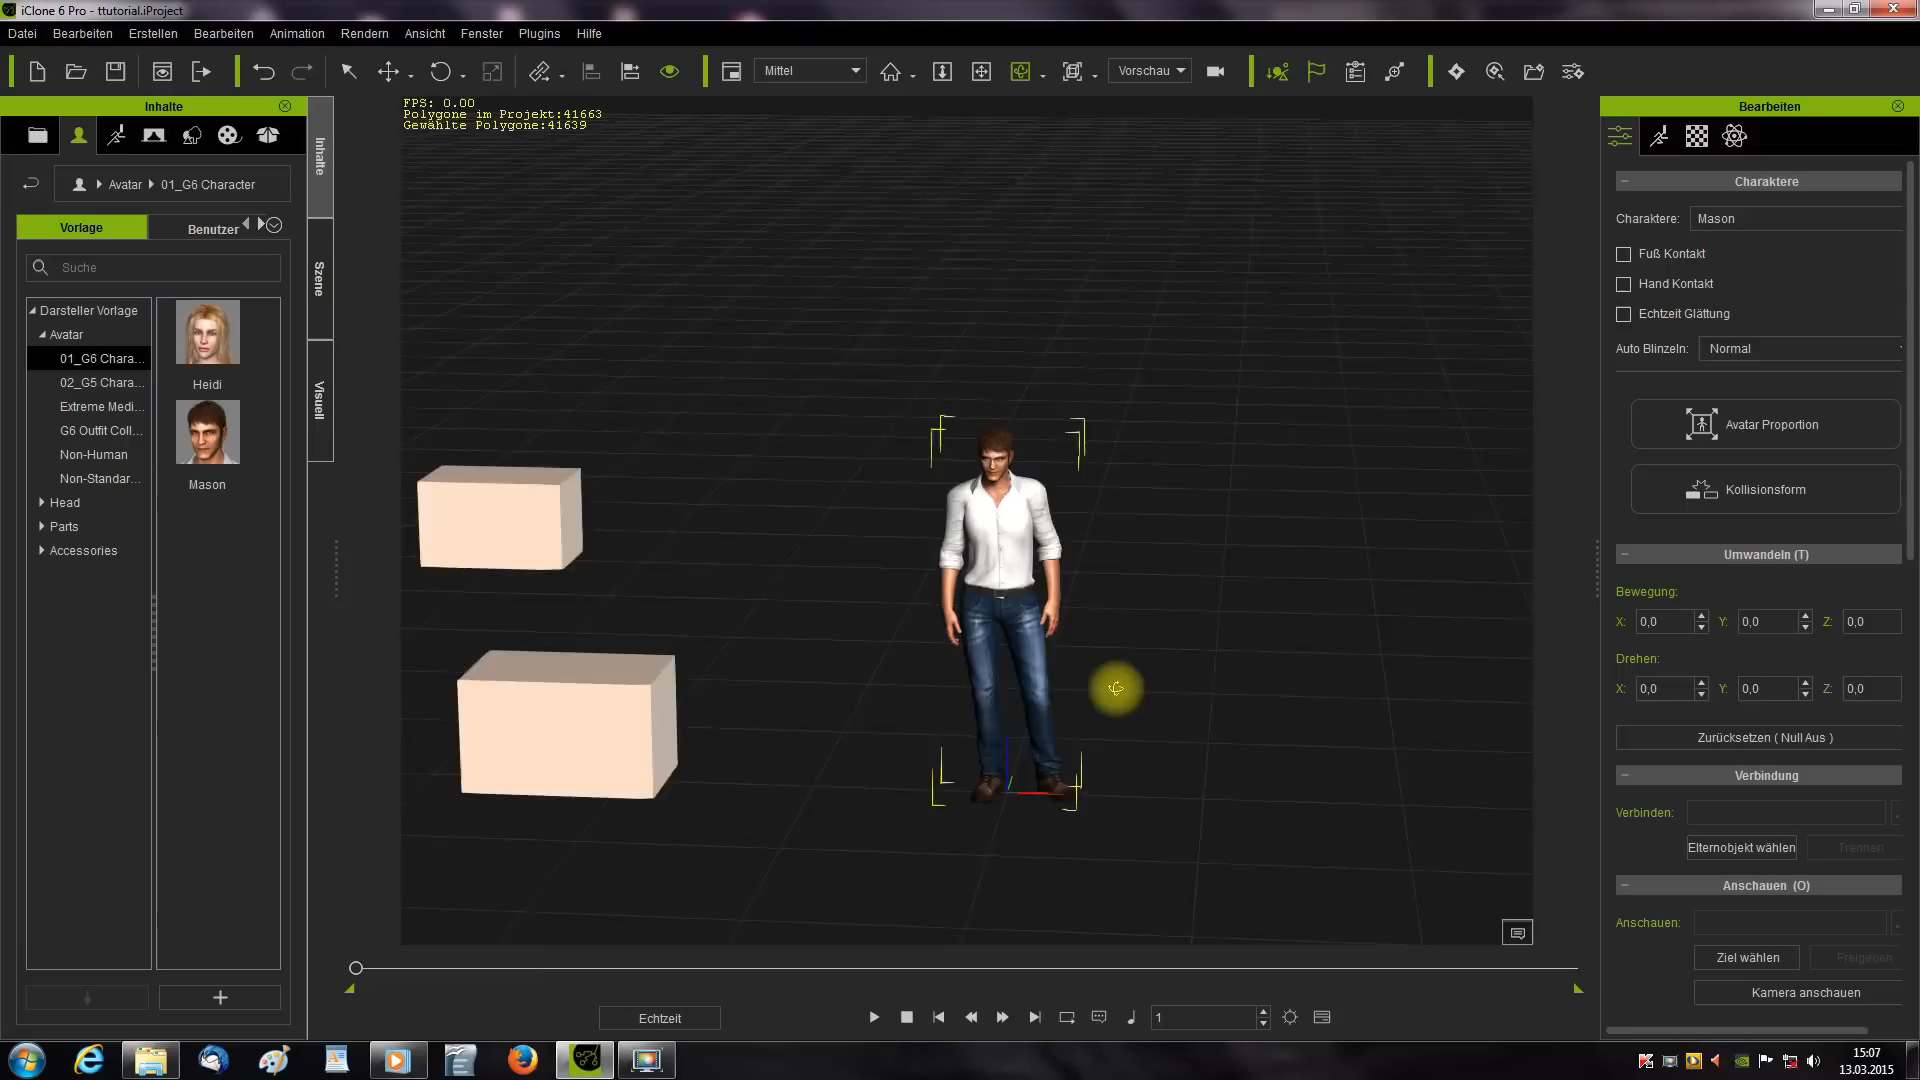 iClone 6 Pro - ttutorial.iProject
Datei Bearbeiten Erstellen Bearbeiten Animation Rendern Ansicht Fenster Plugins Hilfe
Mittel
Vorschau
Inhalte
Avatar 01_G6 Character
Vorlage Benutzer
Suche
Darsteller Vorlage
Avatar
01_G6 Chara...
02_G5 Chara...
Extreme Medi...
G6 Outfit Coll...
Non-Human
Non-Standar...
Head
Parts
Accessories
Heidi
Mason
Inhalte
Szene
Visuell
FPS: 0.00
Polygone im Projekt:41663
Gewählte Polygone:41639
Echtzeit
1
Bearbeiten
Charaktere
Charaktere: Mason
Fuß Kontakt
Hand Kontakt
Echtzeit Glättung
Auto Blinzeln: Normal
Avatar Proportion
Kollisionsform
Umwandeln (T)
Bewegung:
X: 0,0 Y: 0,0 Z: 0,0
Drehen:
X: 0,0 Y: 0,0 Z: 0,0
Zurücksetzen ( Null Aus )
Verbindung
Verbinden:
Elternobjekt wählen Trennen
Anschauen (O)
Anschauen:
Ziel wählen Freigeben
Kamera anschauen
15:07
13.03.2015